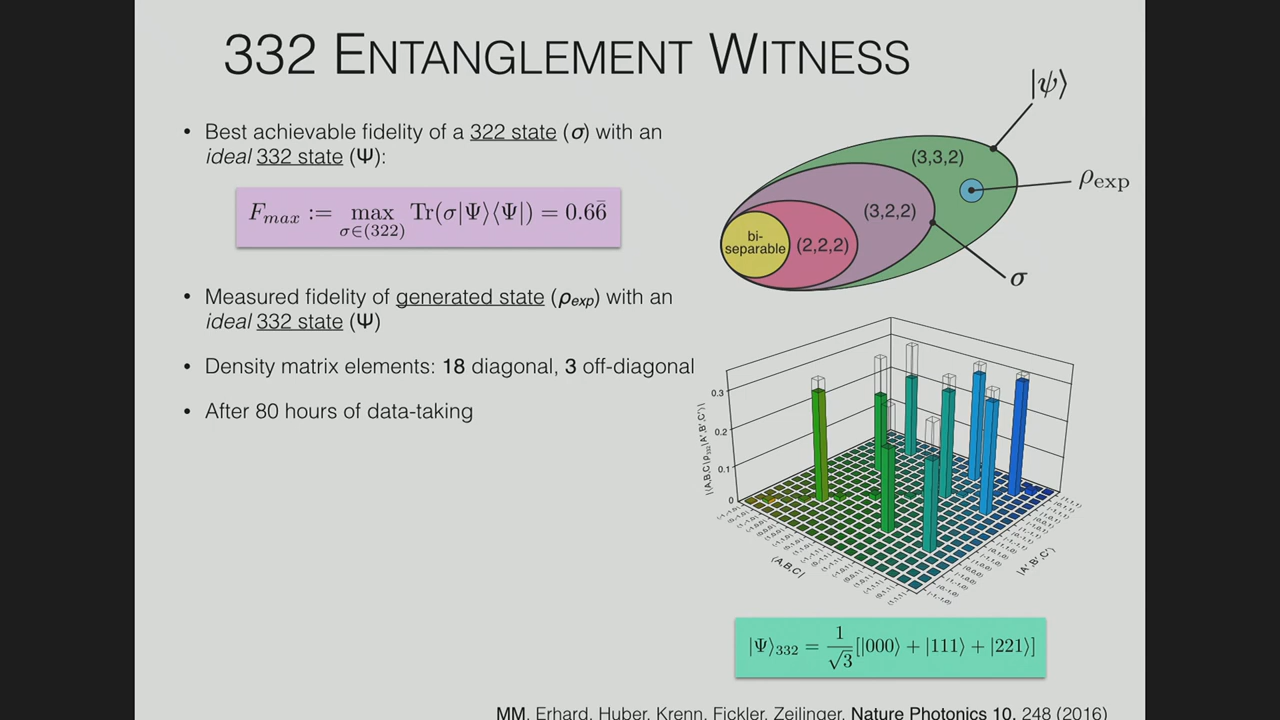 332 ENTANGLEMENT WITNESS
• Best achievable fidelity of a 322 state (σ) with an
ideal 332 state (Ψ):
F_max := max Tr(σ|Ψ⟩⟨Ψ|) = 0.66̄
σ∈(322)
• Measured fidelity of generated state (ρexp) with an
ideal 332 state (Ψ)
• Density matrix elements: 18 diagonal, 3 off-diagonal
• After 80 hours of data-taking
|ψ⟩
(3,3,2)
ρexp
(3,2,2)
bi-
separable
(2,2,2)
σ
0.3
0.2
0.1
0
⟨A,B,C|
|A',B',C'⟩
|Ψ⟩332 = 1/√3 [|000⟩ + |111⟩ + |221⟩]
MM, Erhard, Huber, Krenn, Fickler, Zeilinger, Nature Photonics 10, 248 (2016)